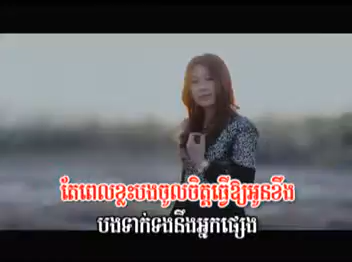 តែពេលខ្លះបងចូលចិត្តធ្វើឱ្យអូនខឹង
បងទាក់ទងនឹងអ្នកផ្សេង